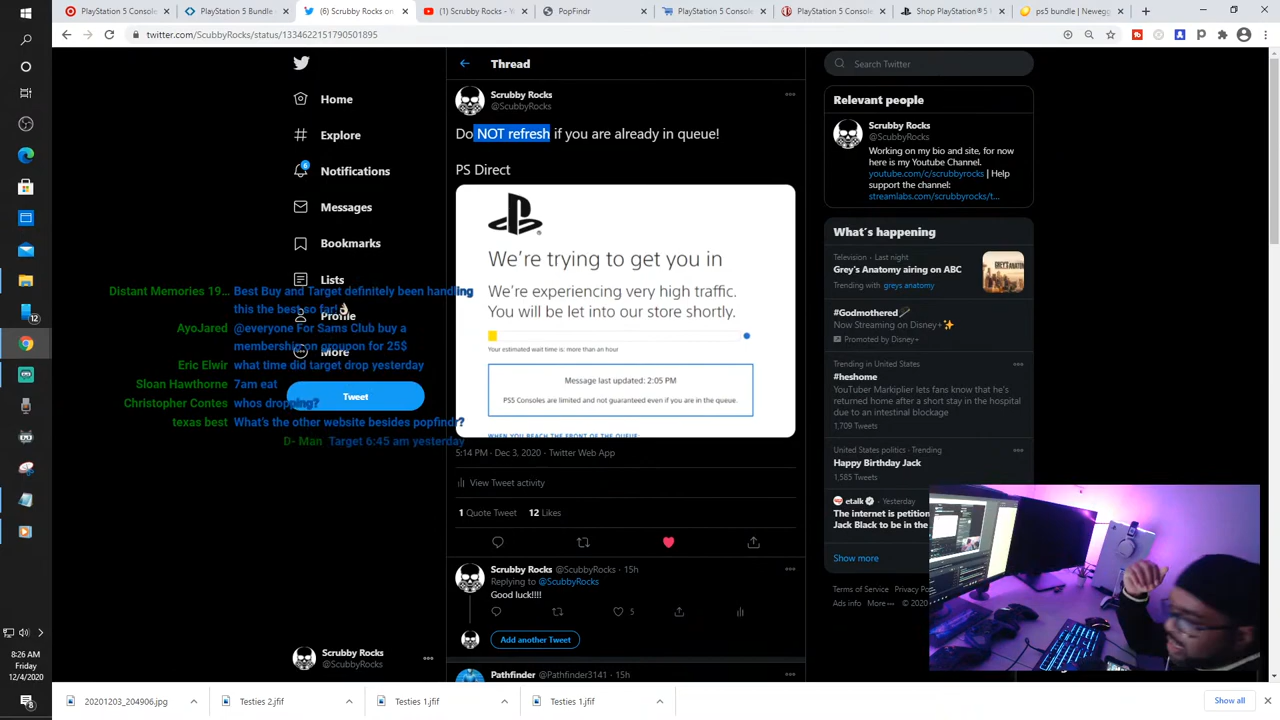 PlayStation 5 Console
PlayStation 5 Bundle
(6) Scrubby Rocks on
(1) Scrubby Rocks - Y
PopFindr
PlayStation 5 Console
PlayStation 5 Console
Shop PlayStation®5
ps5 bundle | Newegg
twitter.com/ScubbyRocks/status/1334622151790501895
Home
Explore
6
Notifications
Messages
Bookmarks
Lists
Profile
More
Tweet
Distant Memories 19... Best Buy and Target definitely been handling
this the best so far!👌
AyoJared @everyone For Sams Club buy a
membership on groupon for 25$
Eric Elwir what time did target drop yesterday
Sloan Hawthorne 7am eat
Christopher Contes whos dropping?
texas best What's the other website besides popfindr?
D- Man Target 6:45 am yesterday
Scrubby Rocks
@ScubbyRocks
Thread
Scrubby Rocks
@ScubbyRocks
Do NOT refresh if you are already in queue!
PS Direct
We're trying to get you in
We're experiencing very high traffic.
You will be let into our store shortly.
Your estimated wait time is: more than an hour
Message last updated: 2:05 PM
PS5 Consoles are limited and not guaranteed even if you are in the queue.
WHEN YOU REACH THE FRONT OF THE QUEUE:
5:14 PM · Dec 3, 2020 · Twitter Web App
View Tweet activity
1 Quote Tweet 12 Likes
Scrubby Rocks @ScubbyRocks · 15h
Replying to @ScubbyRocks
Good luck!!!!
5
Add another Tweet
Pathfinder @Pathfinder3141 · 15h
Search Twitter
Relevant people
Scrubby Rocks
@ScubbyRocks
Working on my bio and site, for now
here is my Youtube Channel.
youtube.com/c/scrubbyrocks | Help
support the channel:
streamlabs.com/scrubbyrocks/t...
What's happening
Television · Last night
Grey's Anatomy airing on ABC
Trending with greys anatomy
#Godmothered
Now Streaming on Disney+✨
Promoted by Disney+
Trending in United States
#heshome
YouTuber Markiplier lets fans know that he's
returned home after a short stay in the hospital
due to an intestinal blockage
1,709 Tweets
United States politics · Trending
Happy Birthday Jack
1,585 Tweets
etalk · Yesterday
The internet is petition
Jack Black to be in the
Show more
Terms of Service Privacy Po
Ads info More © 2020
12
8:26 AM
Friday
12/4/2020
8
20201203_204906.jpg
Testies 2.jfif
Testies 1.jfif
Testies 1.jfif
Show all